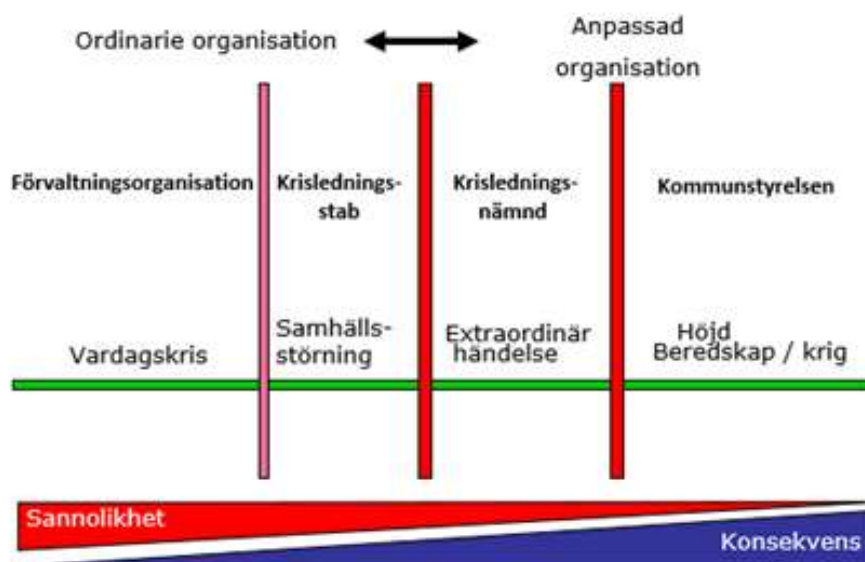 Ordinarie organisation
Anpassad
organisation
Förvaltningsorganisation
Krislednings-
stab
Krislednings-
nämnd
Kommunstyrelsen
Vardagskris
Samhälls-
störning
Extraordinär
händelse
Höjd
Beredskap / krig
Sannolikhet
Konsekvens